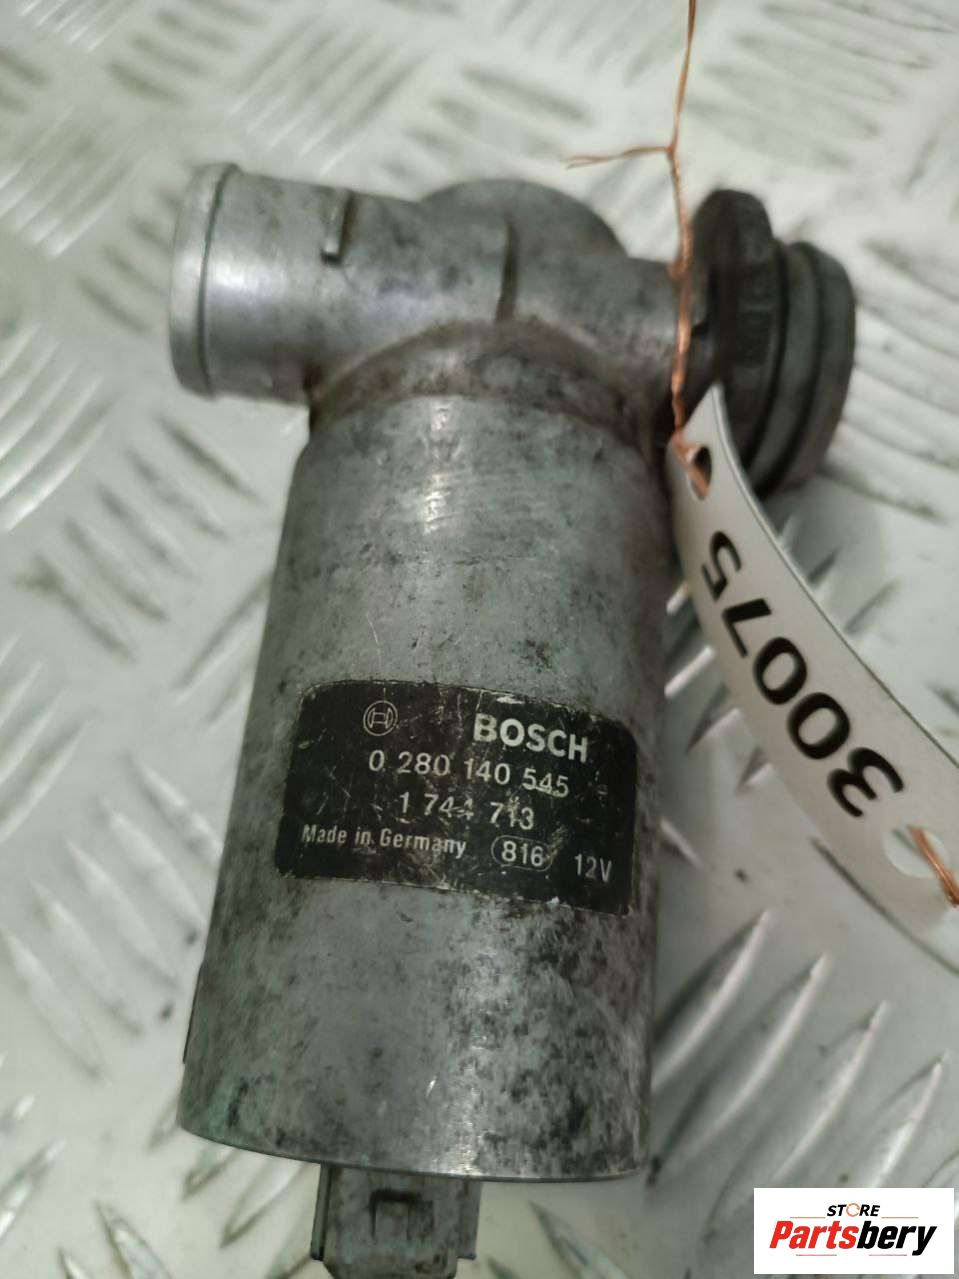 BOSCH
0 280 140 545
1 744 713
Made in Germany 816 12V
30075
STORE
Partsbery